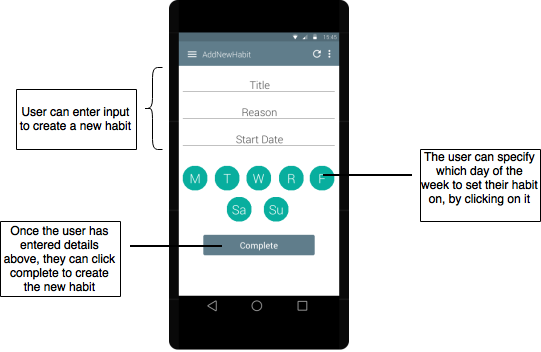 15:45
AddNewHabit
Title
User can enter input
to create a new habit
Reason
Start Date
The user can specify
which day of the
week to set their habit
on, by clicking on it
M T W R F
Sa Su
Once the user has
entered details
above, they can click
complete to create
the new habit
Complete